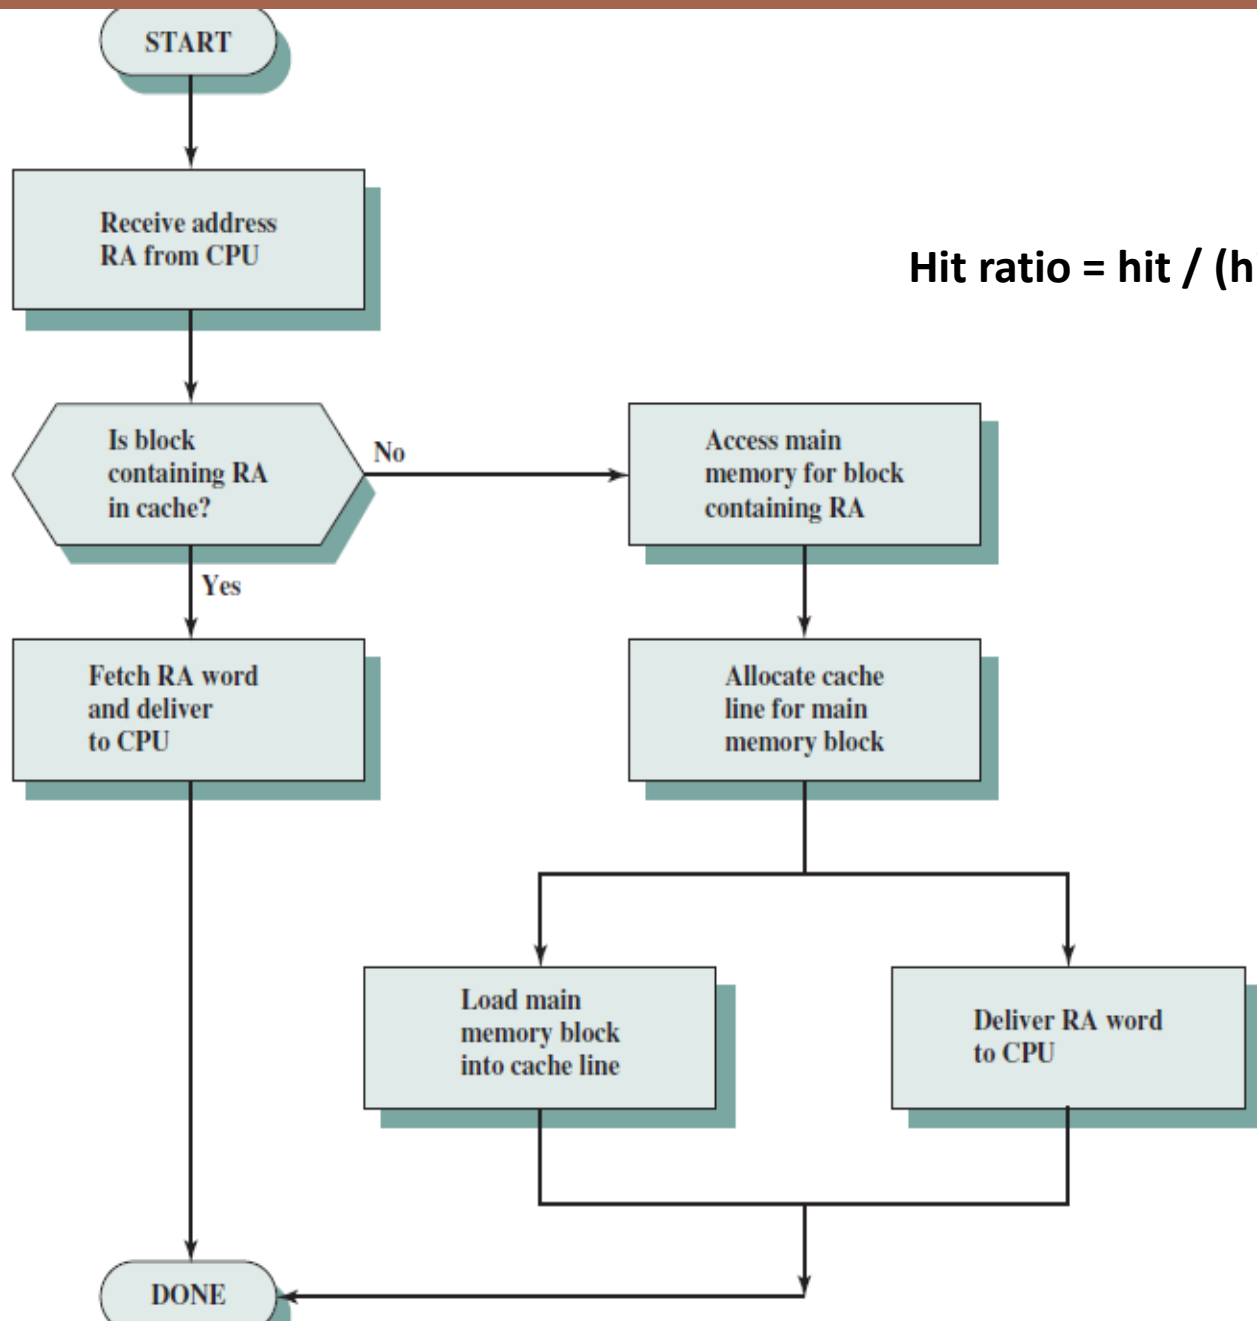 START
Receive address
RA from CPU
Hit ratio = hit / (h
Is block
containing RA
in cache?
No
Access main
memory for block
containing RA
Yes
Fetch RA word
and deliver
to CPU
Allocate cache
line for main
memory block
Load main
memory block
into cache line
Deliver RA word
to CPU
DONE